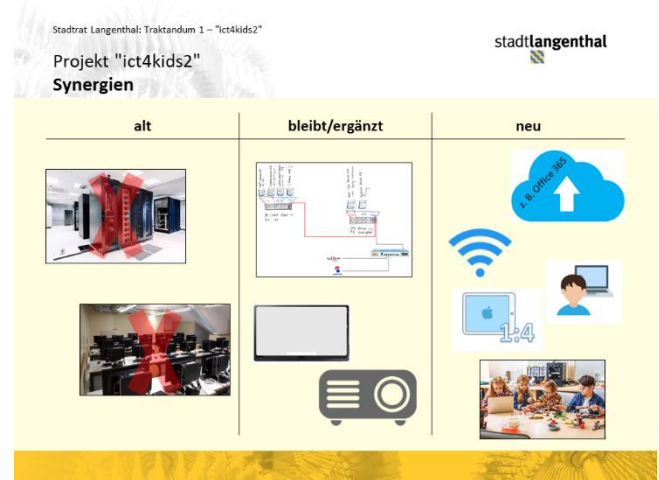 Stadtrat Langenthal: Traktandum 1 – "ict4kids2"
stadtlangenthal
Projekt "ict4kids2"
Synergien
alt
bleibt/ergänzt
neu
z. B. Office 365
1:4